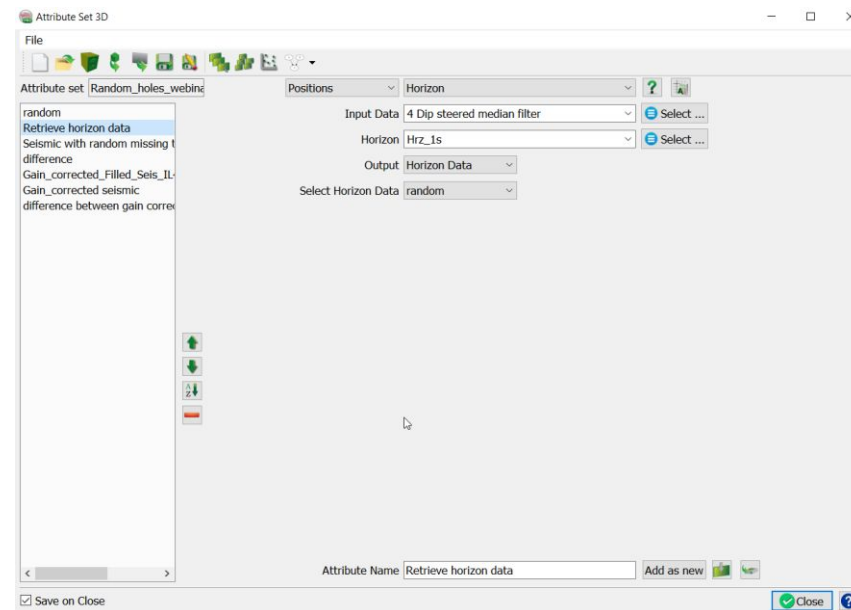 Attribute Set 3D
File
Attribute set Random_holes_webina
Positions Horizon ?
random
Retrieve horizon data
Seismic with random missing t
difference
Gain_corrected_Filled_Seis_IL
Gain_corrected seismic
difference between gain correc
Input Data 4 Dip steered median filter Select ...
Horizon Hrz_1s Select ...
Output Horizon Data
Select Horizon Data random
A
Z
Attribute Name Retrieve horizon data Add as new
Save on Close
Close ?